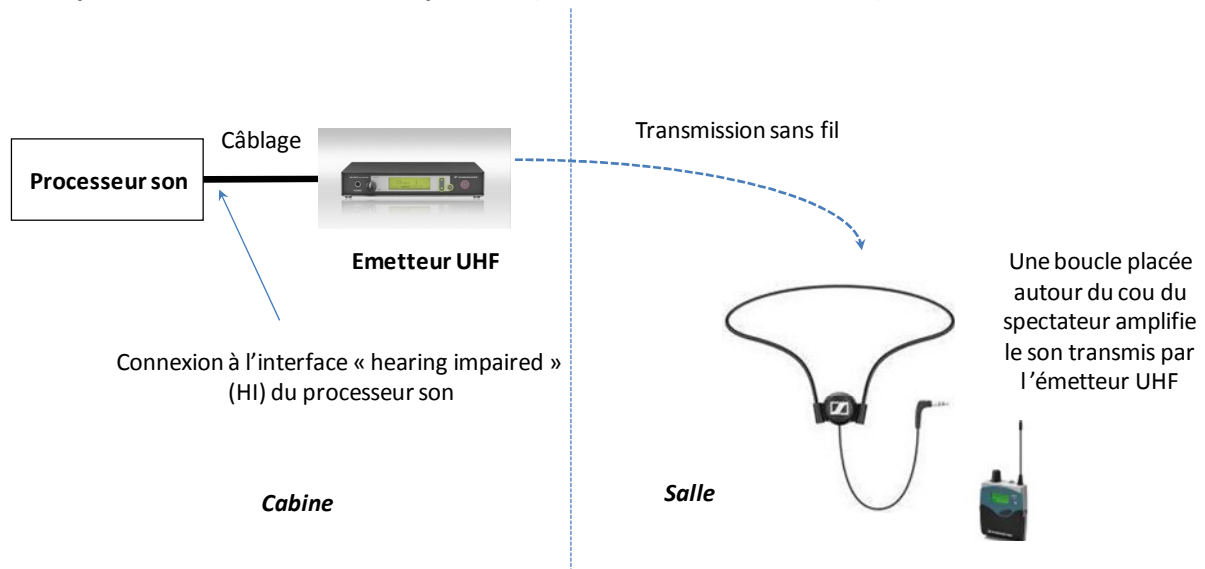 Câblage
Processeur son
Emetteur UHF
Connexion à l’interface « hearing impaired »
(HI) du processeur son
Cabine
Transmission sans fil
Une boucle placée
autour du cou du
spectateur amplifie
le son transmis par
l ’émetteur UHF
Salle